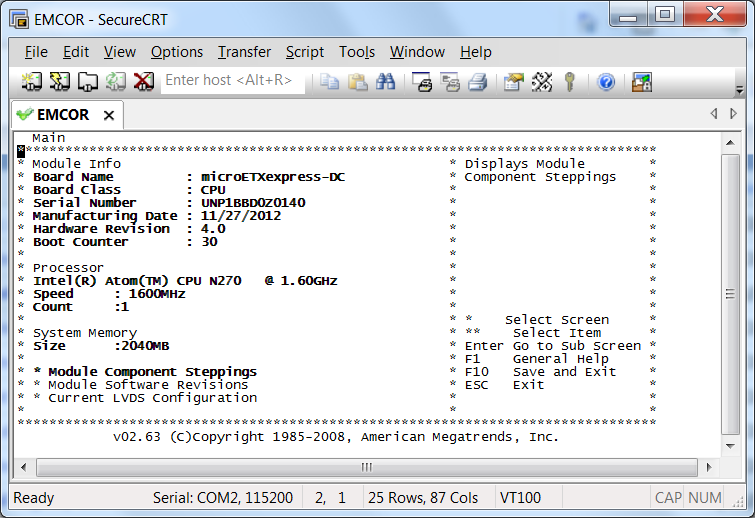 EMCOR - SecureCRT
File Edit View Options Transfer Script Tools Window Help
Enter host <Alt+R>
EMCOR
Main
*******************************************************************************
* Module Info * Displays Module *
* Board Name : microETXexpress-DC * Component Steppings *
* Board Class : CPU * *
* Serial Number : UNP1BBD0Z0140 * *
* Manufacturing Date : 11/27/2012 * *
* Hardware Revision : 4.0 * *
* Boot Counter : 30 * *
* * *
* Processor * *
* Intel(R) Atom(TM) CPU N270 @ 1.60GHz * *
* Speed : 1600MHz * *
* Count :1 * *
* * * Select Screen *
* System Memory * ** Select Item *
* Size :2040MB * Enter Go to Sub Screen *
* * F1 General Help *
* * Module Component Steppings * F10 Save and Exit *
* * Module Software Revisions * ESC Exit *
* * Current LVDS Configuration * *
* * *
*******************************************************************************
v02.63 (C)Copyright 1985-2008, American Megatrends, Inc.
Ready Serial: COM2, 115200 2, 1 25 Rows, 87 Cols VT100 CAP NUM